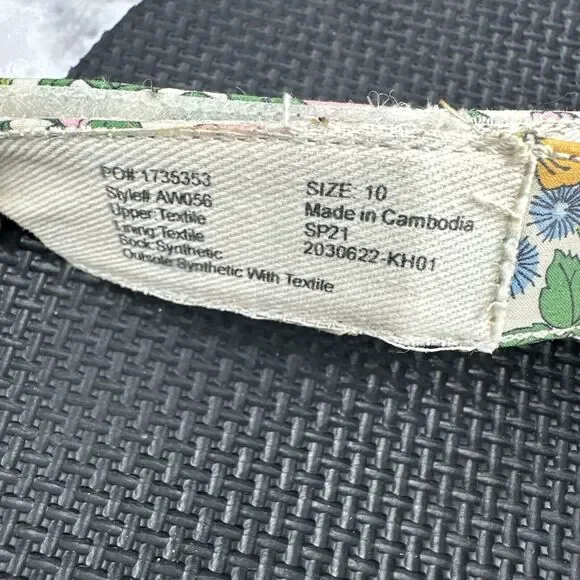 PO# 1735353
Style# AW056
Upper Textile
Lining Textile
Sock Synthetic
Outsole Synthetic With Textile
SIZE: 10
Made in Cambodia
SP21
2030622-KH01